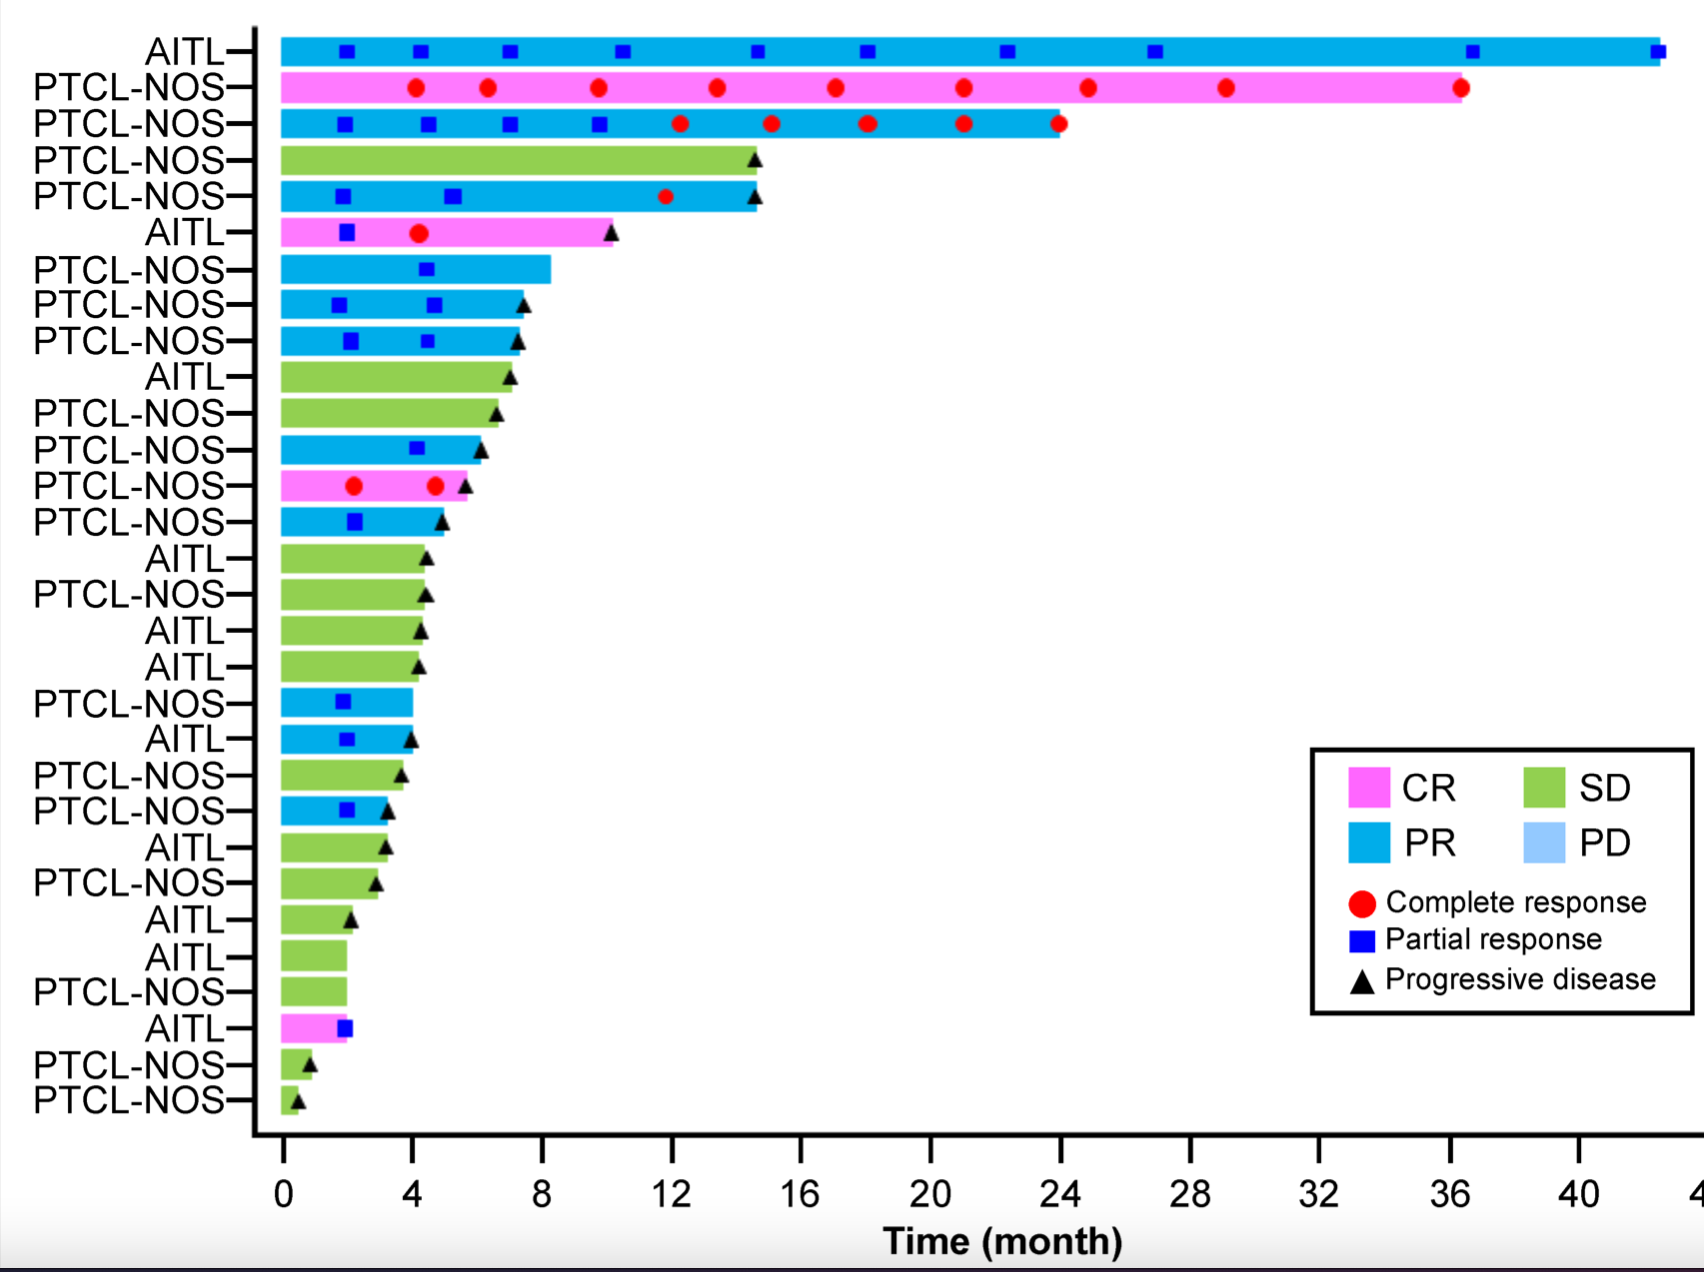 AITL
PTCL-NOS
PTCL-NOS
PTCL-NOS
PTCL-NOS
AITL
PTCL-NOS
PTCL-NOS
PTCL-NOS
AITL
PTCL-NOS
PTCL-NOS
PTCL-NOS
PTCL-NOS
AITL
PTCL-NOS
AITL
AITL
PTCL-NOS
AITL
PTCL-NOS
PTCL-NOS
AITL
PTCL-NOS
AITL
AITL
PTCL-NOS
AITL
PTCL-NOS
PTCL-NOS
CR SD
PR PD
Complete response
Partial response
Progressive disease
0 4 8 12 16 20 24 28 32 36 40
Time (month)